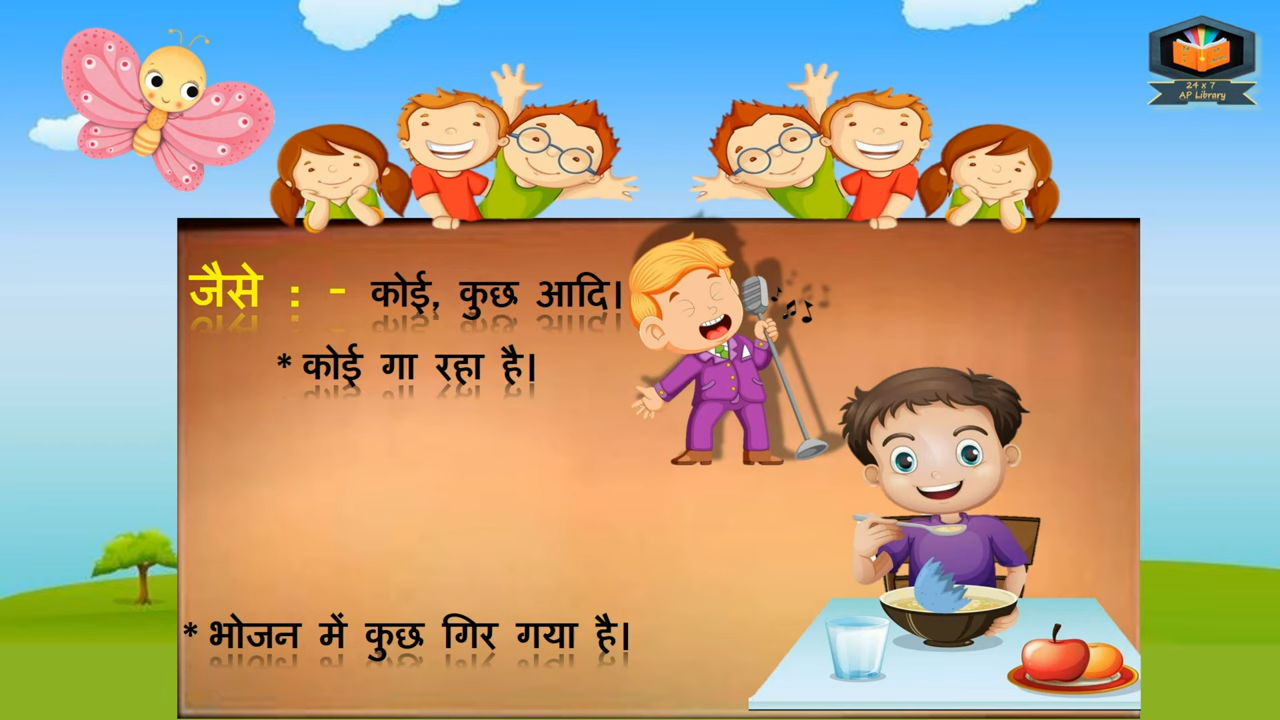 24 x 7
AP Library
जैसे : - कोई, कुछ आदि।
* कोई गा रहा है।
* भोजन में कुछ गिर गया है।